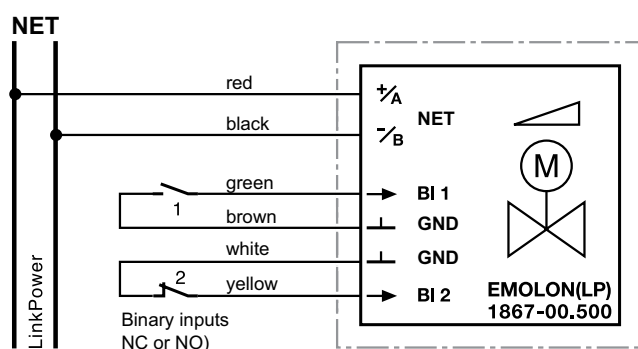 NET
red
+/A
NET
black
-/B
M
green
BI 1
1
brown
GND
white
GND
2
yellow
BI 2
EMOLON(LP)
1867-00.500
LinkPower
Binary inputs
NC or NO)